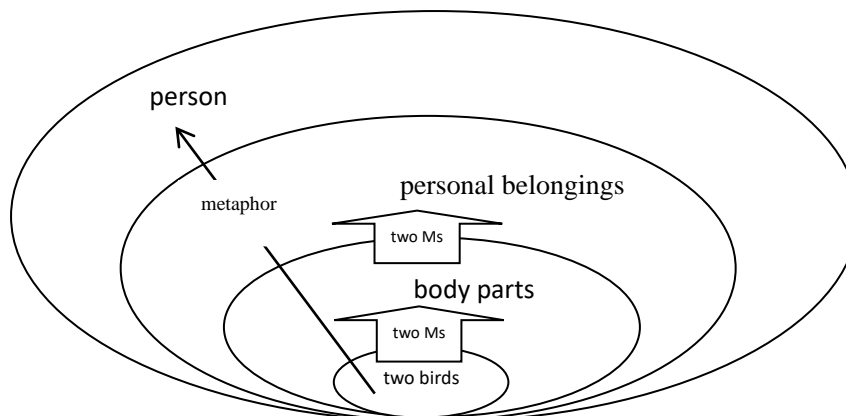 person
personal belongings
metaphor
two Ms
body parts
two Ms
two birds